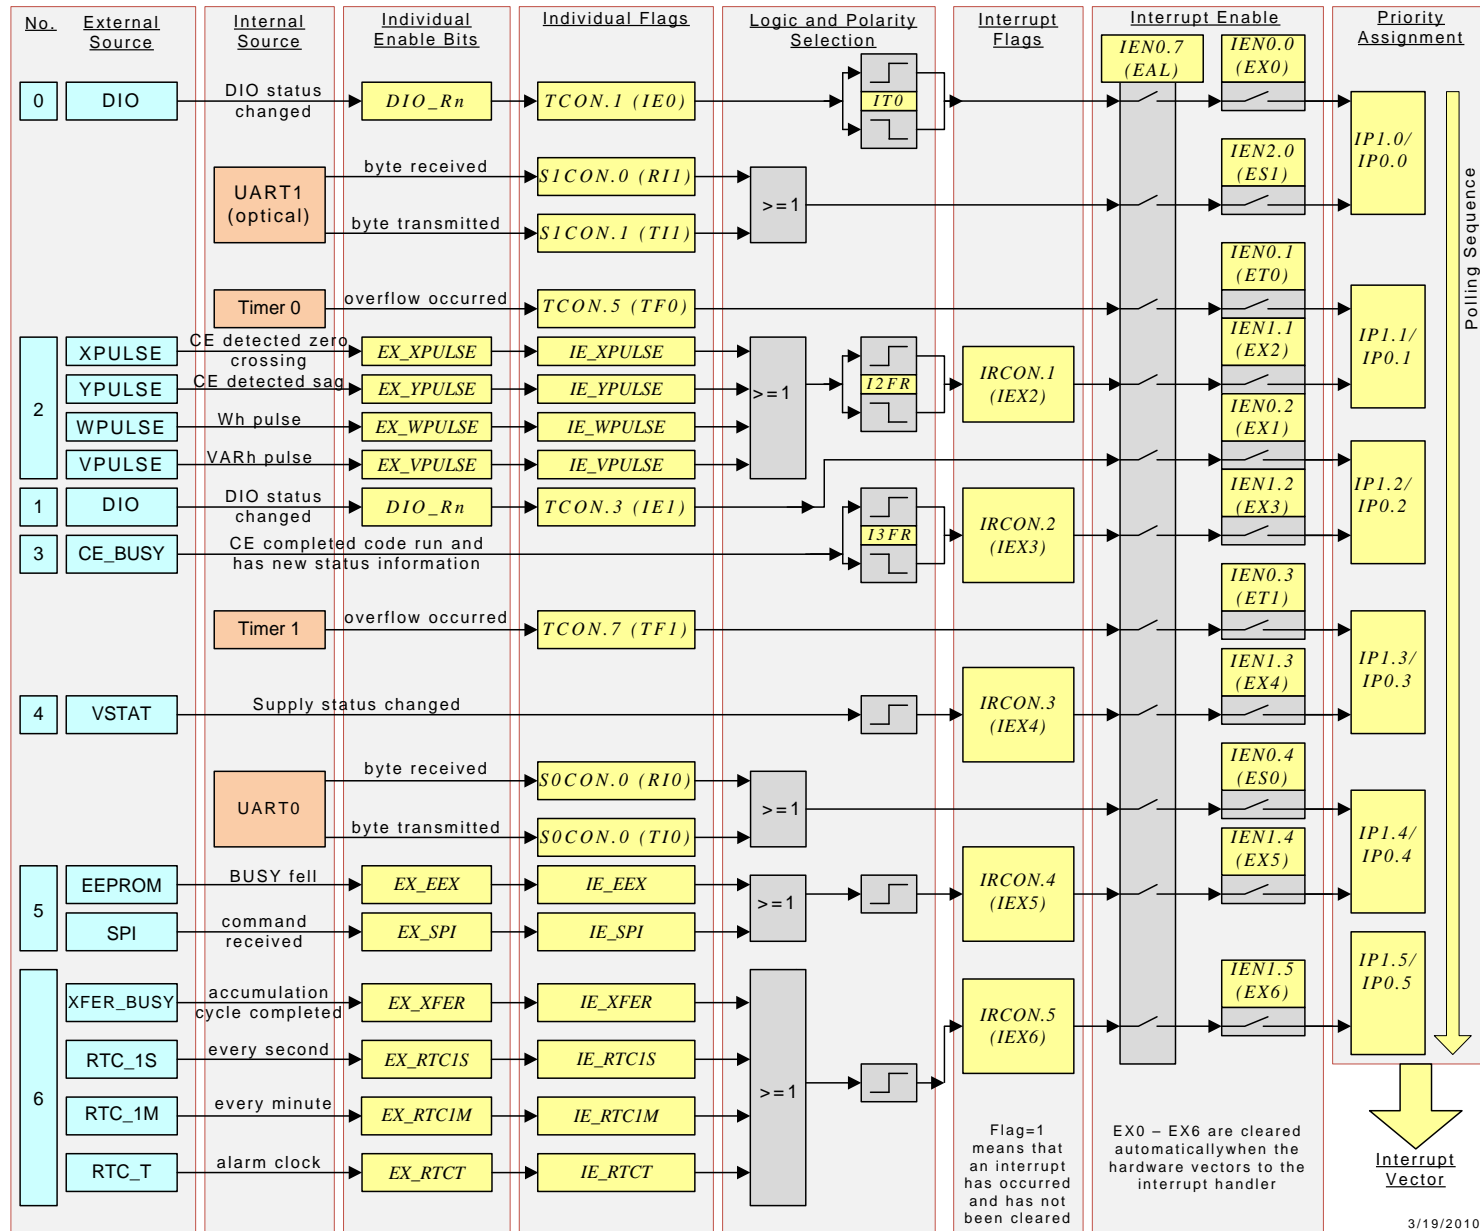 No.
External
Source
Internal
Source
Individual
Enable Bits
Individual Flags
Logic and Polarity
Selection
Interrupt
Flags
Interrupt Enable
Priority
Assignment
IEN0.7
(EAL)
IEN0.0
(EX0)
0
DIO
DIO status
changed
DIO_Rn
TCON.1 (IE0)
IT0
IP1.0/
IP0.0
UART1
(optical)
byte received
S1CON.0 (RI1)
byte transmitted
S1CON.1 (TI1)
>=1
IEN2.0
(ES1)
Polling Sequence
Timer 0
overflow occurred
TCON.5 (TF0)
IEN0.1
(ET0)
IP1.1/
IP0.1
2
XPULSE
CE detected zero
crossing
EX_XPULSE
IE_XPULSE
YPULSE
CE detected sag
EX_YPULSE
IE_YPULSE
WPULSE
Wh pulse
EX_WPULSE
IE_WPULSE
VPULSE
VARh pulse
EX_VPULSE
IE_VPULSE
>=1
I2FR
IRCON.1
(IEX2)
IEN1.1
(EX2)
1
DIO
DIO status
changed
DIO_Rn
TCON.3 (IE1)
IEN0.2
(EX1)
IP1.2/
IP0.2
3
CE_BUSY
CE completed code run and
has new status information
I3FR
IRCON.2
(IEX3)
IEN1.2
(EX3)
Timer 1
overflow occurred
TCON.7 (TF1)
IEN0.3
(ET1)
IP1.3/
IP0.3
4
VSTAT
Supply status changed
IRCON.3
(IEX4)
IEN1.3
(EX4)
UART0
byte received
S0CON.0 (RI0)
byte transmitted
S0CON.0 (TI0)
>=1
IEN0.4
(ES0)
IP1.4/
IP0.4
5
EEPROM
BUSY fell
EX_EEX
IE_EEX
SPI
command
received
EX_SPI
IE_SPI
>=1
IRCON.4
(IEX5)
IEN1.4
(EX5)
6
XFER_BUSY
accumulation
cycle completed
EX_XFER
IE_XFER
RTC_1S
every second
EX_RTC1S
IE_RTC1S
RTC_1M
every minute
EX_RTC1M
IE_RTC1M
RTC_T
alarm clock
EX_RTCT
IE_RTCT
>=1
IRCON.5
(IEX6)
IEN1.5
(EX6)
IP1.5/
IP0.5
Flag=1
means that
an interrupt
has occurred
and has not
been cleared
EX0 – EX6 are cleared
automaticallywhen the
hardware vectors to the
interrupt handler
Interrupt
Vector
3/19/2010